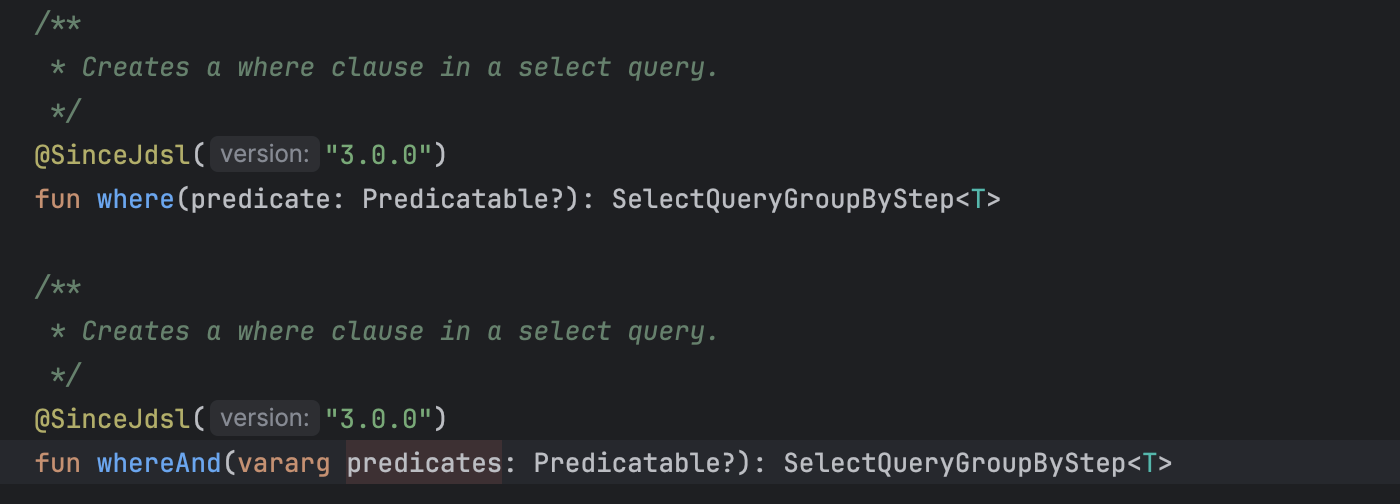 /**
 * Creates a where clause in a select query.
 */
@SinceJdsl( version: "3.0.0")
fun where(predicate: Predicatable?): SelectQueryGroupByStep<T>
/**
 * Creates a where clause in a select query.
 */
@SinceJdsl( version: "3.0.0")
fun whereAnd(vararg predicates: Predicatable?): SelectQueryGroupByStep<T>